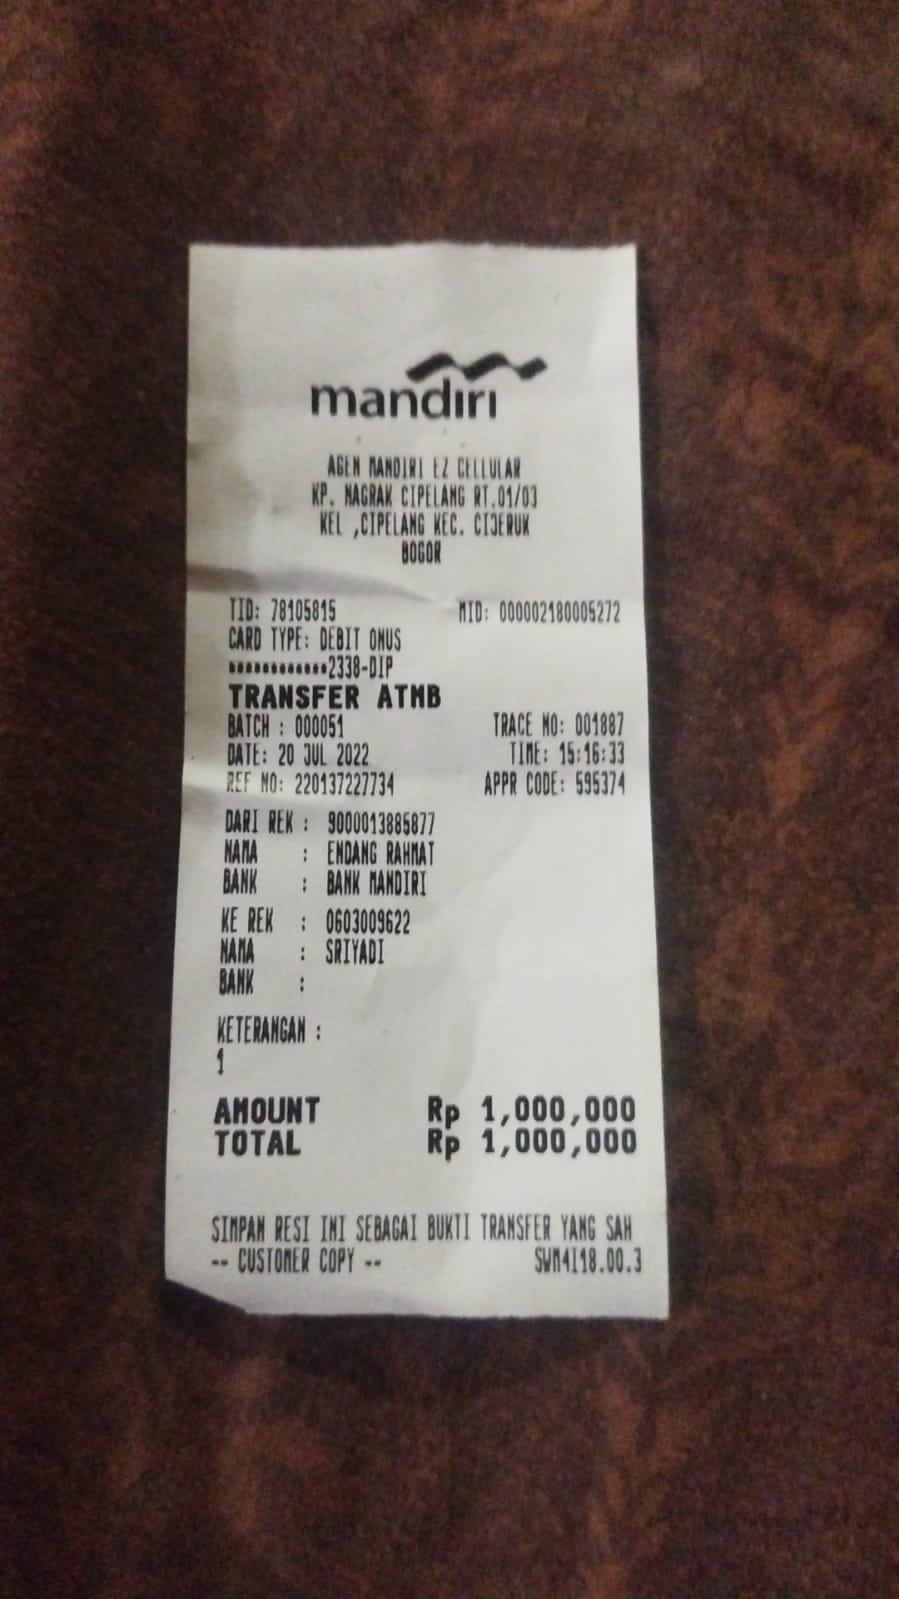 mandiri
AGEN MANDIRI EZ CELLULAR
KP. NAGRAK CIPELANG RT.01/03
KEL ,CIPELANG KEC. CIJERUK
BOGOR
TID: 78105815 MID: 000002180005272
CARD TYPE: DEBIT ONUS
************2338-DIP
TRANSFER ATMB
BATCH : 000051 TRACE NO: 001887
DATE: 20 JUL 2022 TIME: 15:16:33
REF NO: 220137227734 APPR CODE: 595374
DARI REK : 9000013885877
NAMA : ENDANG RAHMAT
BANK : BANK MANDIRI
KE REK : 0603009622
NAMA : SRIYADI
BANK :
KETERANGAN :
1
AMOUNT Rp 1,000,000
TOTAL Rp 1,000,000
SIMPAN RESI INI SEBAGAI BUKTI TRANSFER YANG SAH
-- CUSTOMER COPY -- SWM4I18.00.3